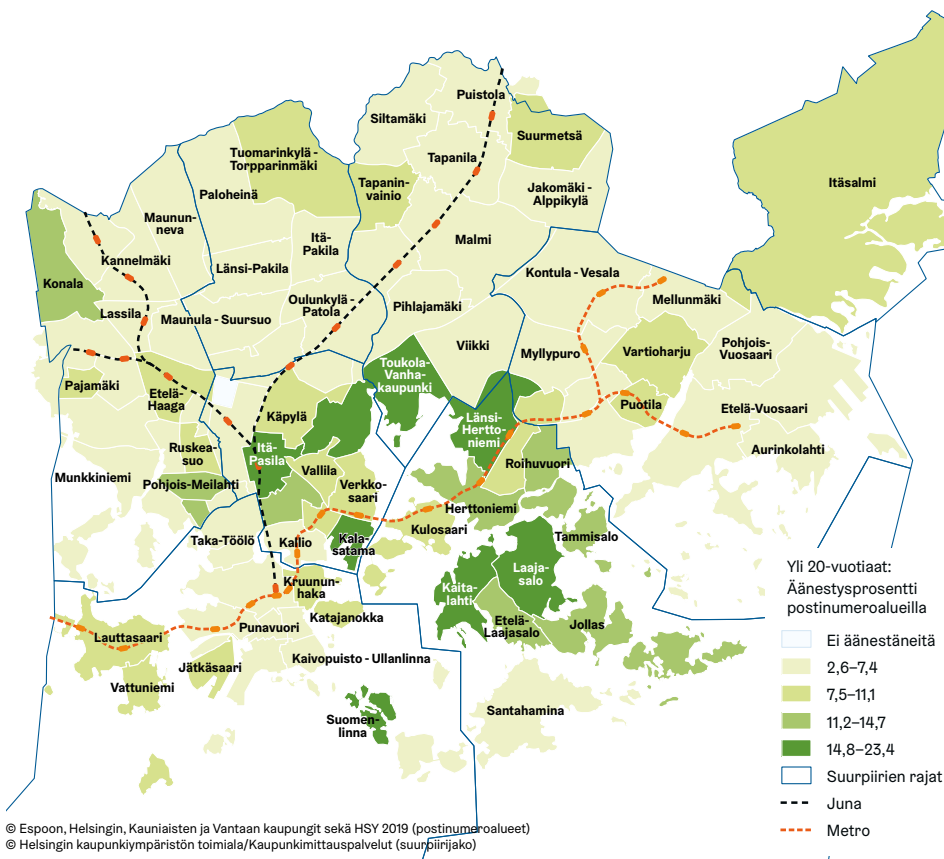 Puistola
Siltamäki
Suurmetsä
Tuomarinkylä -
Torpparinmäki
Tapanila
Tapanin-
vainio
Itäsalmi
Paloheinä
Jakomäki -
Alppikylä
Maunun-
neva
Itä-
Pakila
Malmi
Kannelmäki
Länsi-Pakila
Kontula - Vesala
Konala
Mellunmäki
Oulunkylä -
Patola
Pihlajamäki
Lassila
Maunula - Suursuo
Viikki
Myllypuro
Vartioharju
Pohjois-
Vuosaari
Toukola-
Vanha-
kaupunki
Pajamäki
Etelä-
Haaga
Käpylä
Länsi-
Hertto-
niemi
Puotila
Etelä-Vuosaari
Ruskea-
suo
Itä-
Pasila
Vallila
Roihuvuori
Aurinkolahti
Munkkiniemi
Pohjois-Meilahti
Verkko-
saari
Herttoniemi
Kulosaari
Taka-Töölö
Kallio
Kala-
satama
Tammisalo
Laaja-
salo
Kruunun-
haka
Kaita-
lahti
Katajanokka
Etelä-
Laajasalo
Jollas
Lauttasaari
Punavuori
Jätkäsaari
Kaivopuisto - Ullanlinna
Vattuniemi
Suomen-
linna
Santahamina
Yli 20-vuotiaat:
Äänestysprosentti
postinumeroalueilla
Ei äänestäneitä
2,6–7,4
7,5–11,1
11,2–14,7
14,8–23,4
Suurpiirien rajat
Juna
Metro
© Espoon, Helsingin, Kauniaisten ja Vantaan kaupungit sekä HSY 2019 (postinumeroalueet)
© Helsingin kaupunkiympäristön toimiala/Kaupunkimittauspalvelut (suurpiirijako)